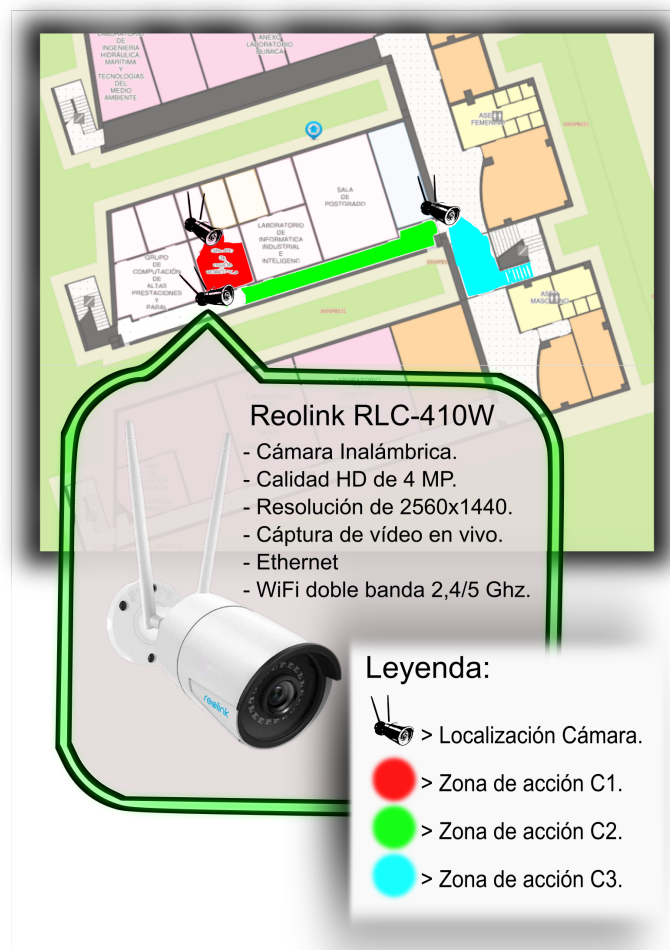 LABORATORIO
DE
INGENIERÍA
HIDRÁULICA,
MARÍTIMA
Y
TECNOLOGÍAS
DEL
MEDIO
AMBIENTE
ANEXO
LABORATORIO
QUÍMICA
ASEO
FEMENINO
SALA
DE
POSTGRADO
LABORATORIO
DE
INFORMÁTICA
INDUSTRIAL
E
INTELIGENC
GRUPO
DE
COMPUTACIÓN
DE
ALTAS
PRESTACIONES
Y
PARAL
ASEO
MASCULINO
Reolink RLC-410W
- Cámara Inalámbrica.
- Calidad HD de 4 MP.
- Resolución de 2560x1440.
- Cáptura de vídeo en vivo.
- Ethernet
- WiFi doble banda 2,4/5 Ghz.
reolink
Leyenda:
> Localización Cámara.
> Zona de acción C1.
> Zona de acción C2.
> Zona de acción C3.